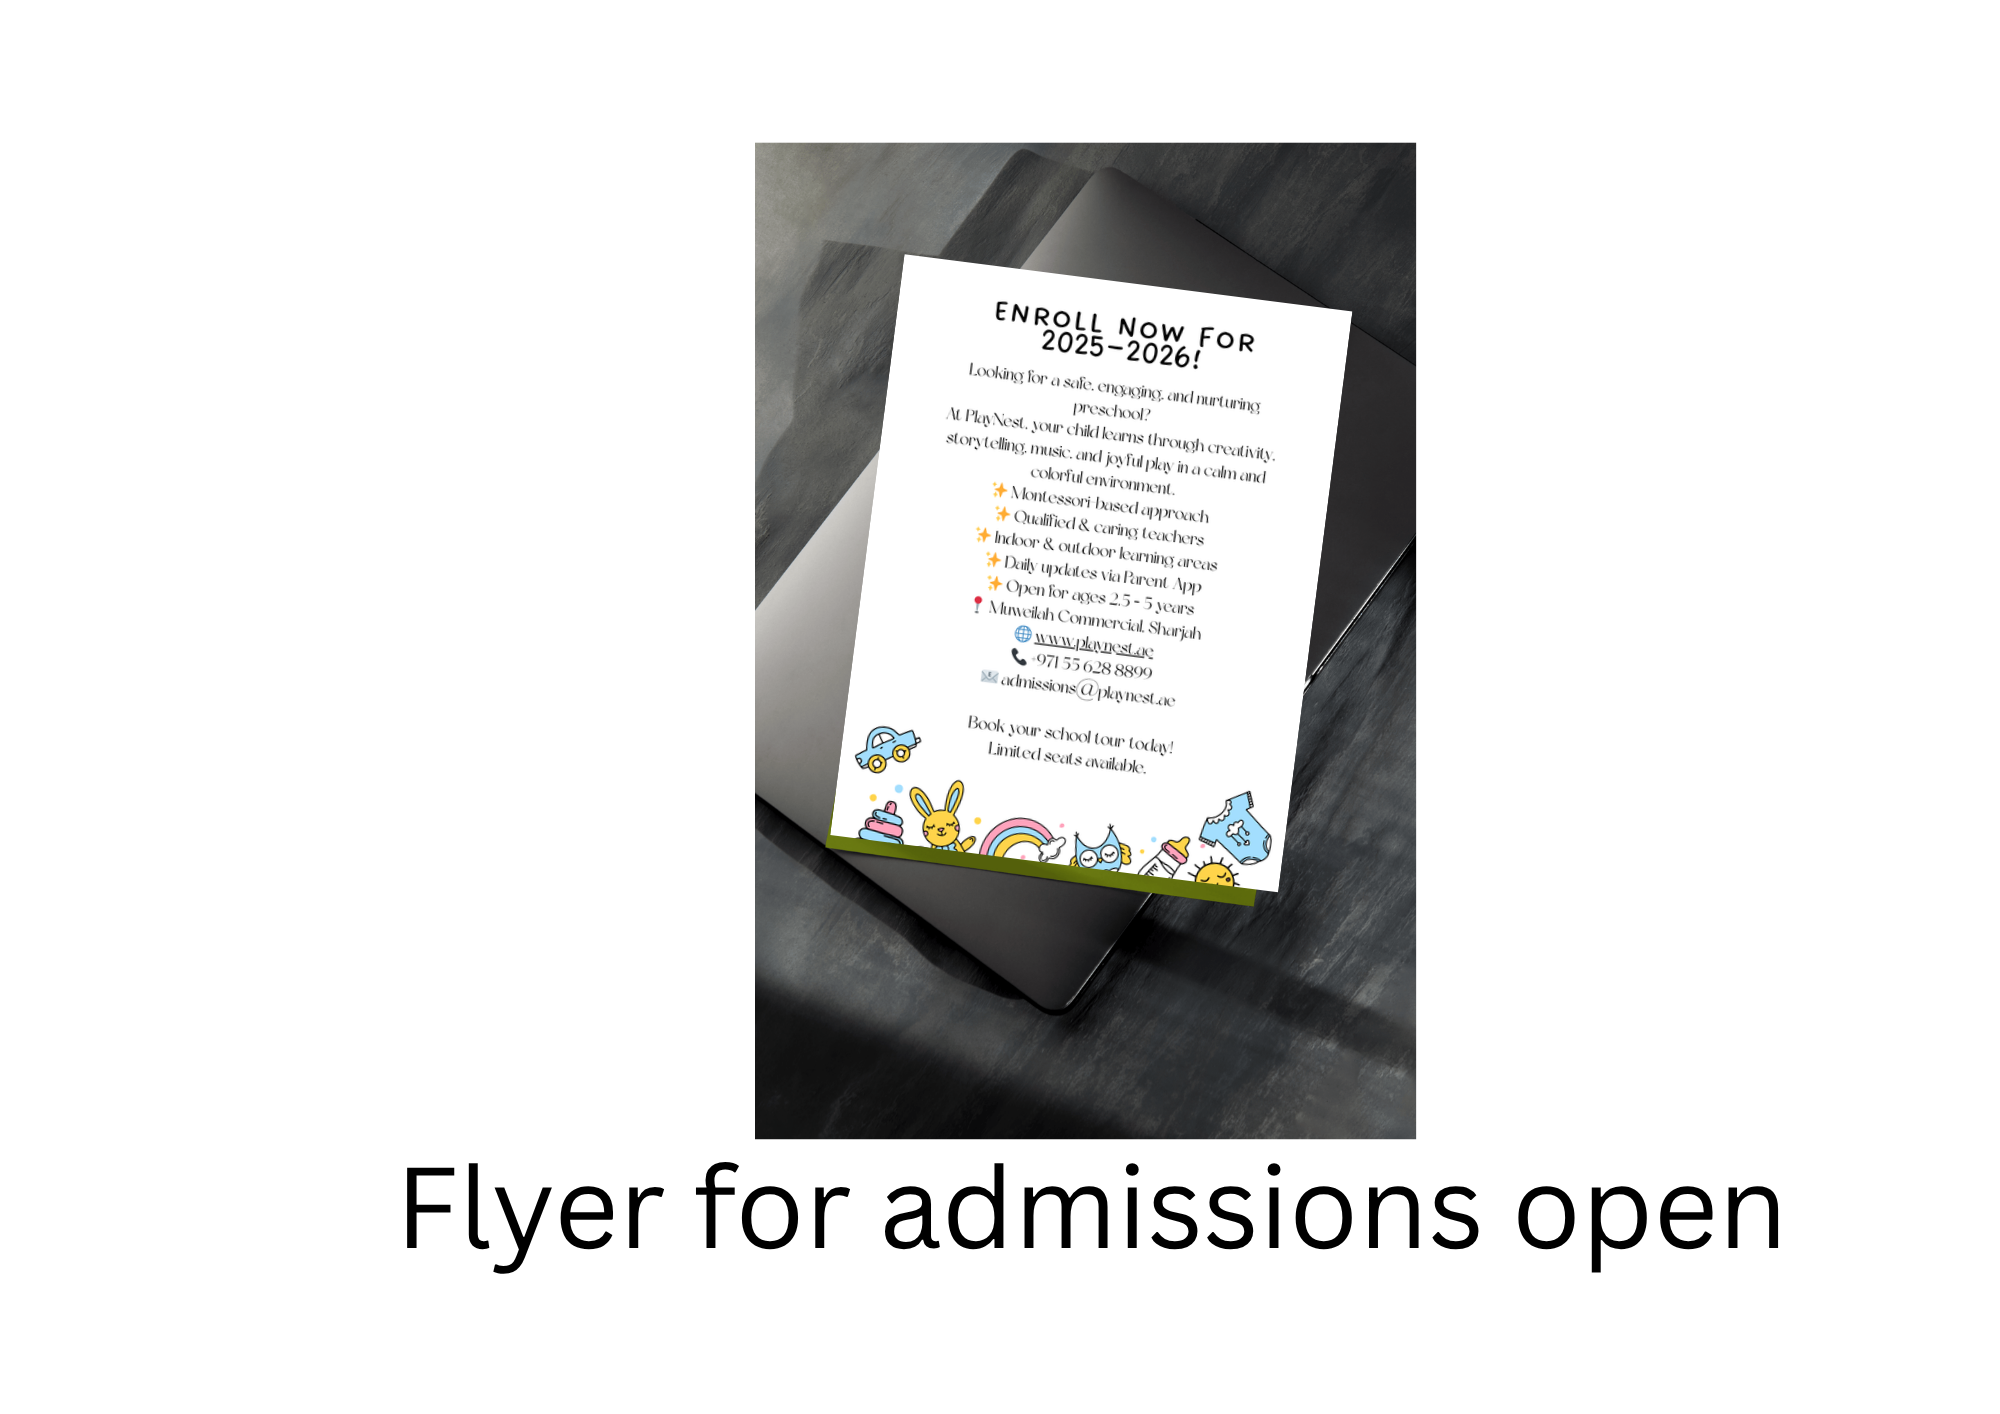 ENROLL NOW FOR
2025-2026!
Looking for a safe, engaging, and nurturing
preschool?
At PlayNest, your child learns through creativity,
storytelling, music, and joyful play in a calm and
colorful environment.
✨ Montessori-based approach
✨ Qualified & caring teachers
✨ Indoor & outdoor learning areas
✨ Daily updates via Parent App
✨ Open for ages 2.5 - 5 years
📍 Muweilah Commercial, Sharjah
🌐 www.playnest.ae
📞 +971 55 628 8899
📧 admissions@playnest.ae
Book your school tour today!
Limited seats available.
Flyer for admissions open